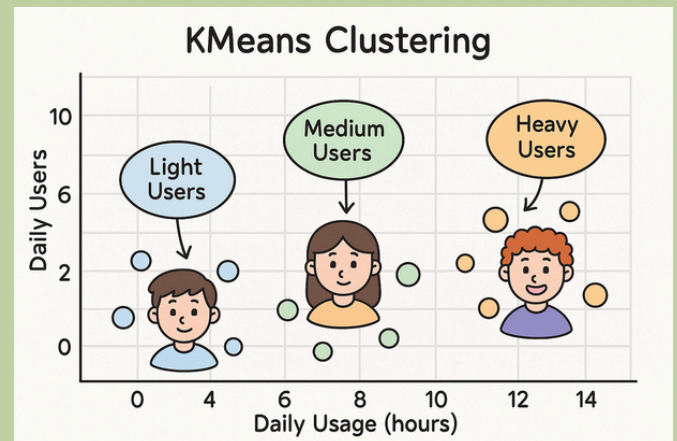 KMeans Clustering
Light
Users
Medium
Users
Heavy
Users
Daily Users
10
6
2
0
0
4
6
8
10
12
14
Daily Usage (hours)